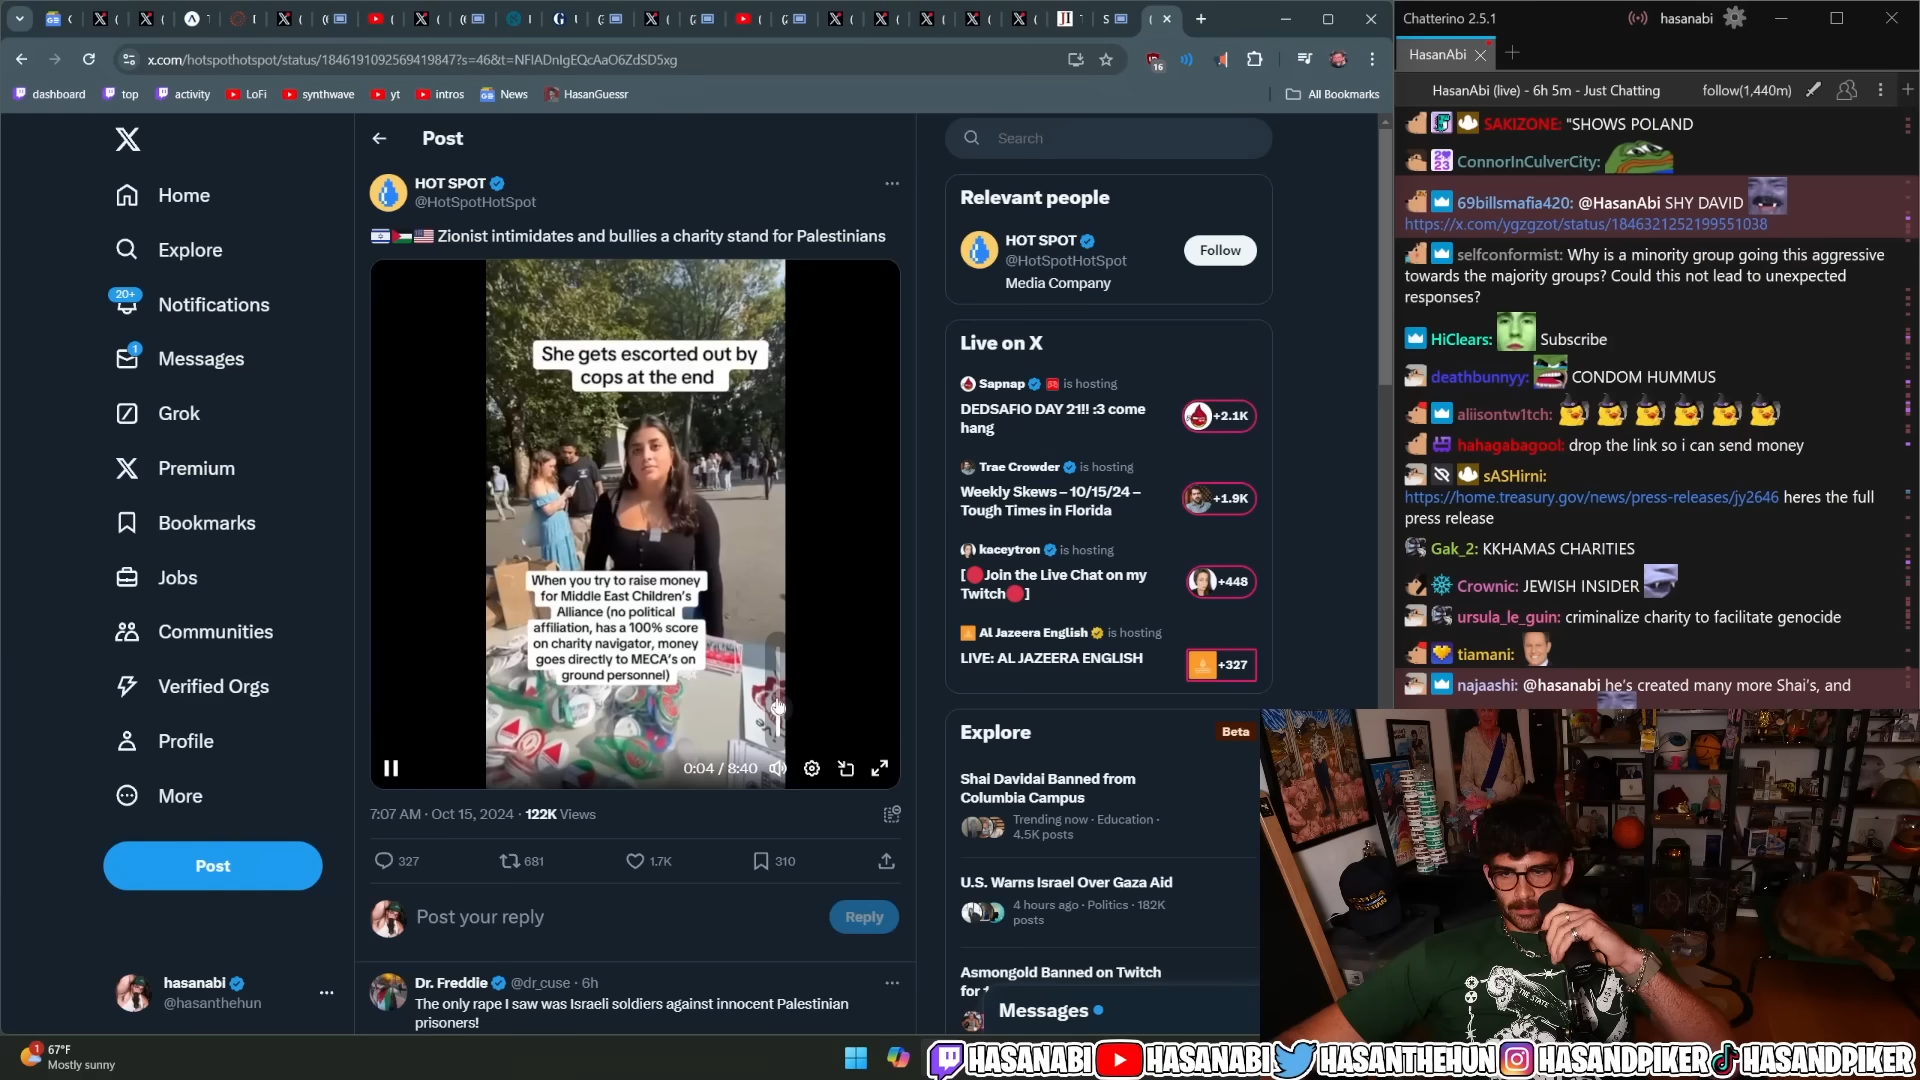 x.com/hotspothotspot/status/1846191092569419847?s=46&t=NFlADnIgEQcAaO6ZdSD5xg
dashboard
top
activity
LoFi
synthwave
yt
intros
News
HasanGuessr
All Bookmarks
16
Home
Explore
20+
Notifications
1
Messages
Grok
Premium
Bookmarks
Jobs
Communities
Verified Orgs
Profile
More
Post
hasanabi
@hasanthehun
Post
HOT SPOT
@HotSpotHotSpot
Zionist intimidates and bullies a charity stand for Palestinians
She gets escorted out by
cops at the end
When you try to raise money
for Middle East Children's
Alliance (no political
affiliation, has a 100% score
on charity navigator, money
goes directly to MECA's on
ground personnel)
0:04 / 8:40
7:07 AM · Oct 15, 2024 · 122K Views
327
681
1.7K
310
Post your reply
Reply
Dr. Freddie @dr_cuse · 6h
The only rape I saw was Israeli soldiers against innocent Palestinian
prisoners!
Search
Relevant people
HOT SPOT
@HotSpotHotSpot
Media Company
Follow
Live on X
Sapnap is hosting
DEDSAFIO DAY 21!! :3 come
hang
+2.1K
Trae Crowder is hosting
Weekly Skews – 10/15/24 –
Tough Times in Florida
+1.9K
kaceytron is hosting
[🔴Join the Live Chat on my
Twitch🔴]
+448
Al Jazeera English is hosting
LIVE: AL JAZEERA ENGLISH
+327
Explore
Beta
Shai Davidai Banned from
Columbia Campus
Trending now · Education ·
4.5K posts
U.S. Warns Israel Over Gaza Aid
4 hours ago · Politics · 182K
posts
Asmongold Banned on Twitch
Messages
Chatterino 2.5.1
hasanabi
HasanAbi
HasanAbi (live) - 6h 5m - Just Chatting
follow(1,440m)
SAKIZONE: "SHOWS POLAND
ConnorInCulverCity:
69billsmafia420: @HasanAbi SHY DAVID
https://x.com/ygzgzot/status/1846321252199551038
selfconformist: Why is a minority group going this aggressive
towards the majority groups? Could this not lead to unexpected
responses?
HiClears: Subscribe
deathbunnyy: CONDOM HUMMUS
aliisontw1tch:
hahagabagool: drop the link so i can send money
sASHirni:
https://home.treasury.gov/news/press-releases/jy2646 heres the full
press release
Gak_2: KKHAMAS CHARITIES
Crownic: JEWISH INSIDER
ursula_le_guin: criminalize charity to facilitate genocide
tiamani:
najaashi: @hasanabi he's created many more Shai's, and
1
67°F
Mostly sunny
HASANABI
HASANABI
HASANTHEHUN
HASANDPIKER
HASANDPIKER